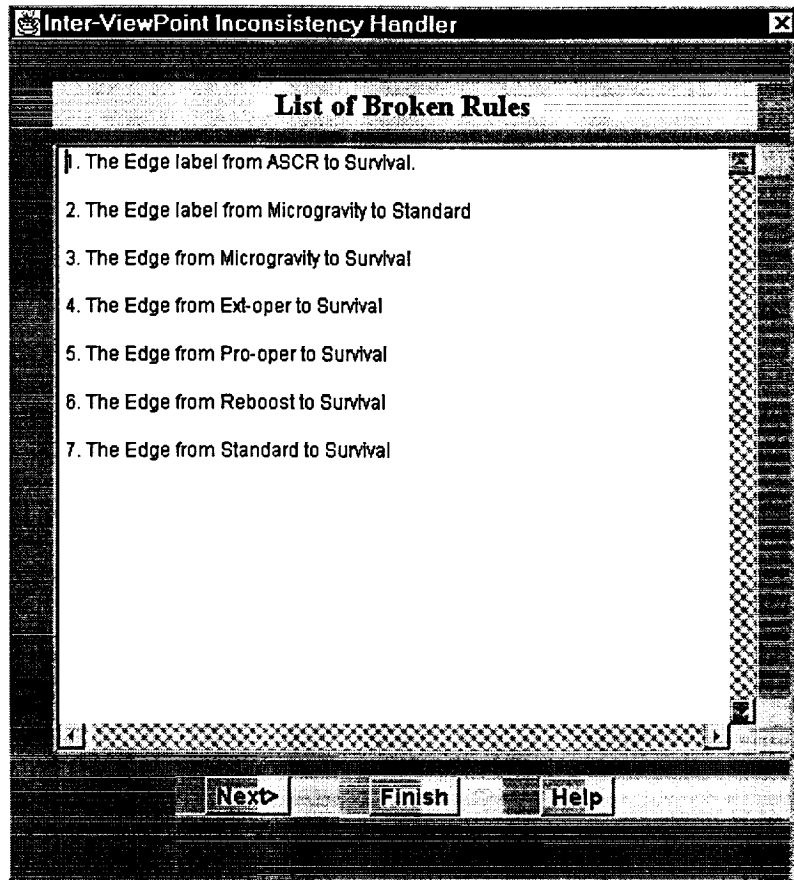 Inter-ViewPoint Inconsistency Handler
List of Broken Rules
1. The Edge label from ASCR to Survival.
2. The Edge label from Microgravity to Standard
3. The Edge from Microgravity to Survival
4. The Edge from Ext-oper to Survival
5. The Edge from Pro-oper to Survival
6. The Edge from Reboost to Survival
7. The Edge from Standard to Survival
Next> Finish Help